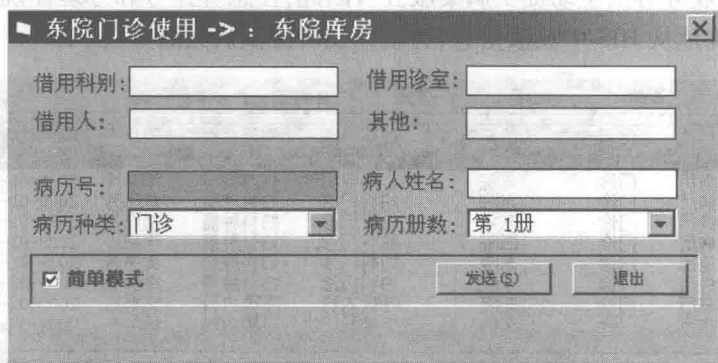 东院门诊使用 -> : 东院库房
借用科别: 借用诊室:
借用人: 其他:
病历号: 病人姓名:
病历种类: 门诊 病历册数: 第 1册
简单模式 发送(S) 退出